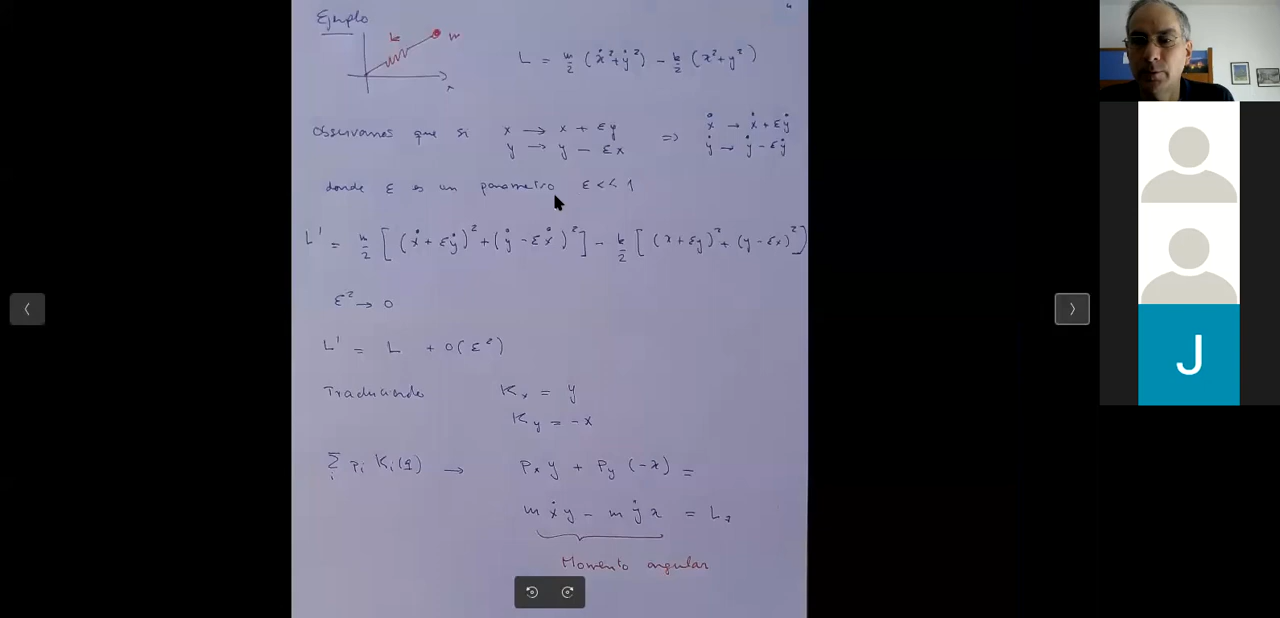 4
Ejemplo
k
m
x
L = m/2 (ẋ²+ẏ²) − k/2 (x²+y²)
Observamos que si x → x + εy ⇒ ẋ → ẋ + εẏ
y → y − εx ẏ → ẏ − εẏ
donde ε es un parametro ε << 1
L' = m/2 [(ẋ + εẏ)² + (ẏ − εẋ)²] − k/2 [(x + εy)² + (y − εx)²]
ε² → 0
L' = L + O(ε²)
Traduciendo K_x = y
K_y = −x
Σ_i p_i K_i(q) → P_x y + P_y (−x) =
m ẋ y − m ẏ x = L_z
Momento angular
J